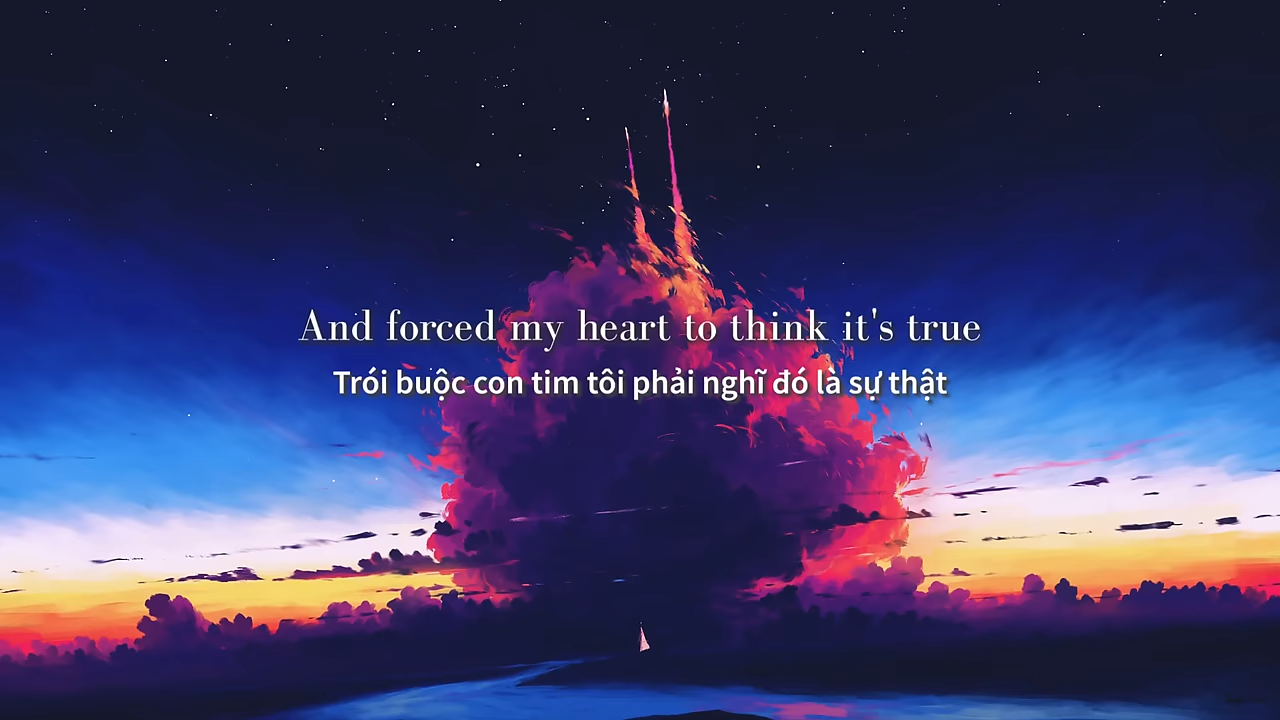 And forced my heart to think it's true
Trói buộc con tim tôi phải nghĩ đó là sự thật